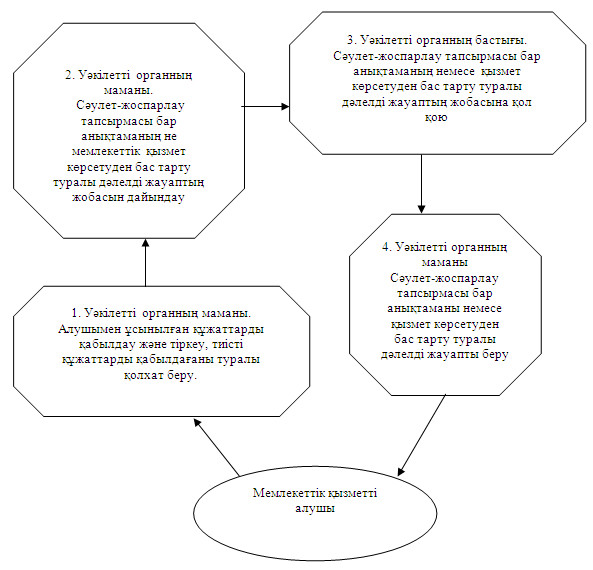 3. Уәкілетті органның бастығы.
Сәулет-жоспарлау тапсырмасы бар
анықтаманың немесе қызмет
көрсетуден бас тарту туралы
дәлелді жауаптың жобасына қол
қою
2. Уәкілетті органның
маманы.
Сәулет-жоспарлау
тапсырмасы бар
анықтаманың не
мемлекеттік қызмет
көрсетуден бас тарту
туралы дәлелді жауаптың
жобасын дайындау
4. Уәкілетті органның
маманы
Сәулет-жоспарлау
тапсырмасы бар
анықтаманы немесе
қызмет көрсетуден
бас тарту туралы
дәлелді жауапты беру
1. Уәкілетті органның маманы.
Алушымен ұсынылған құжаттарды
қабылдау және тіркеу, тиісті
құжаттарды қабылдағаны туралы
қолхат беру.
Мемлекеттік қызметті
алушы